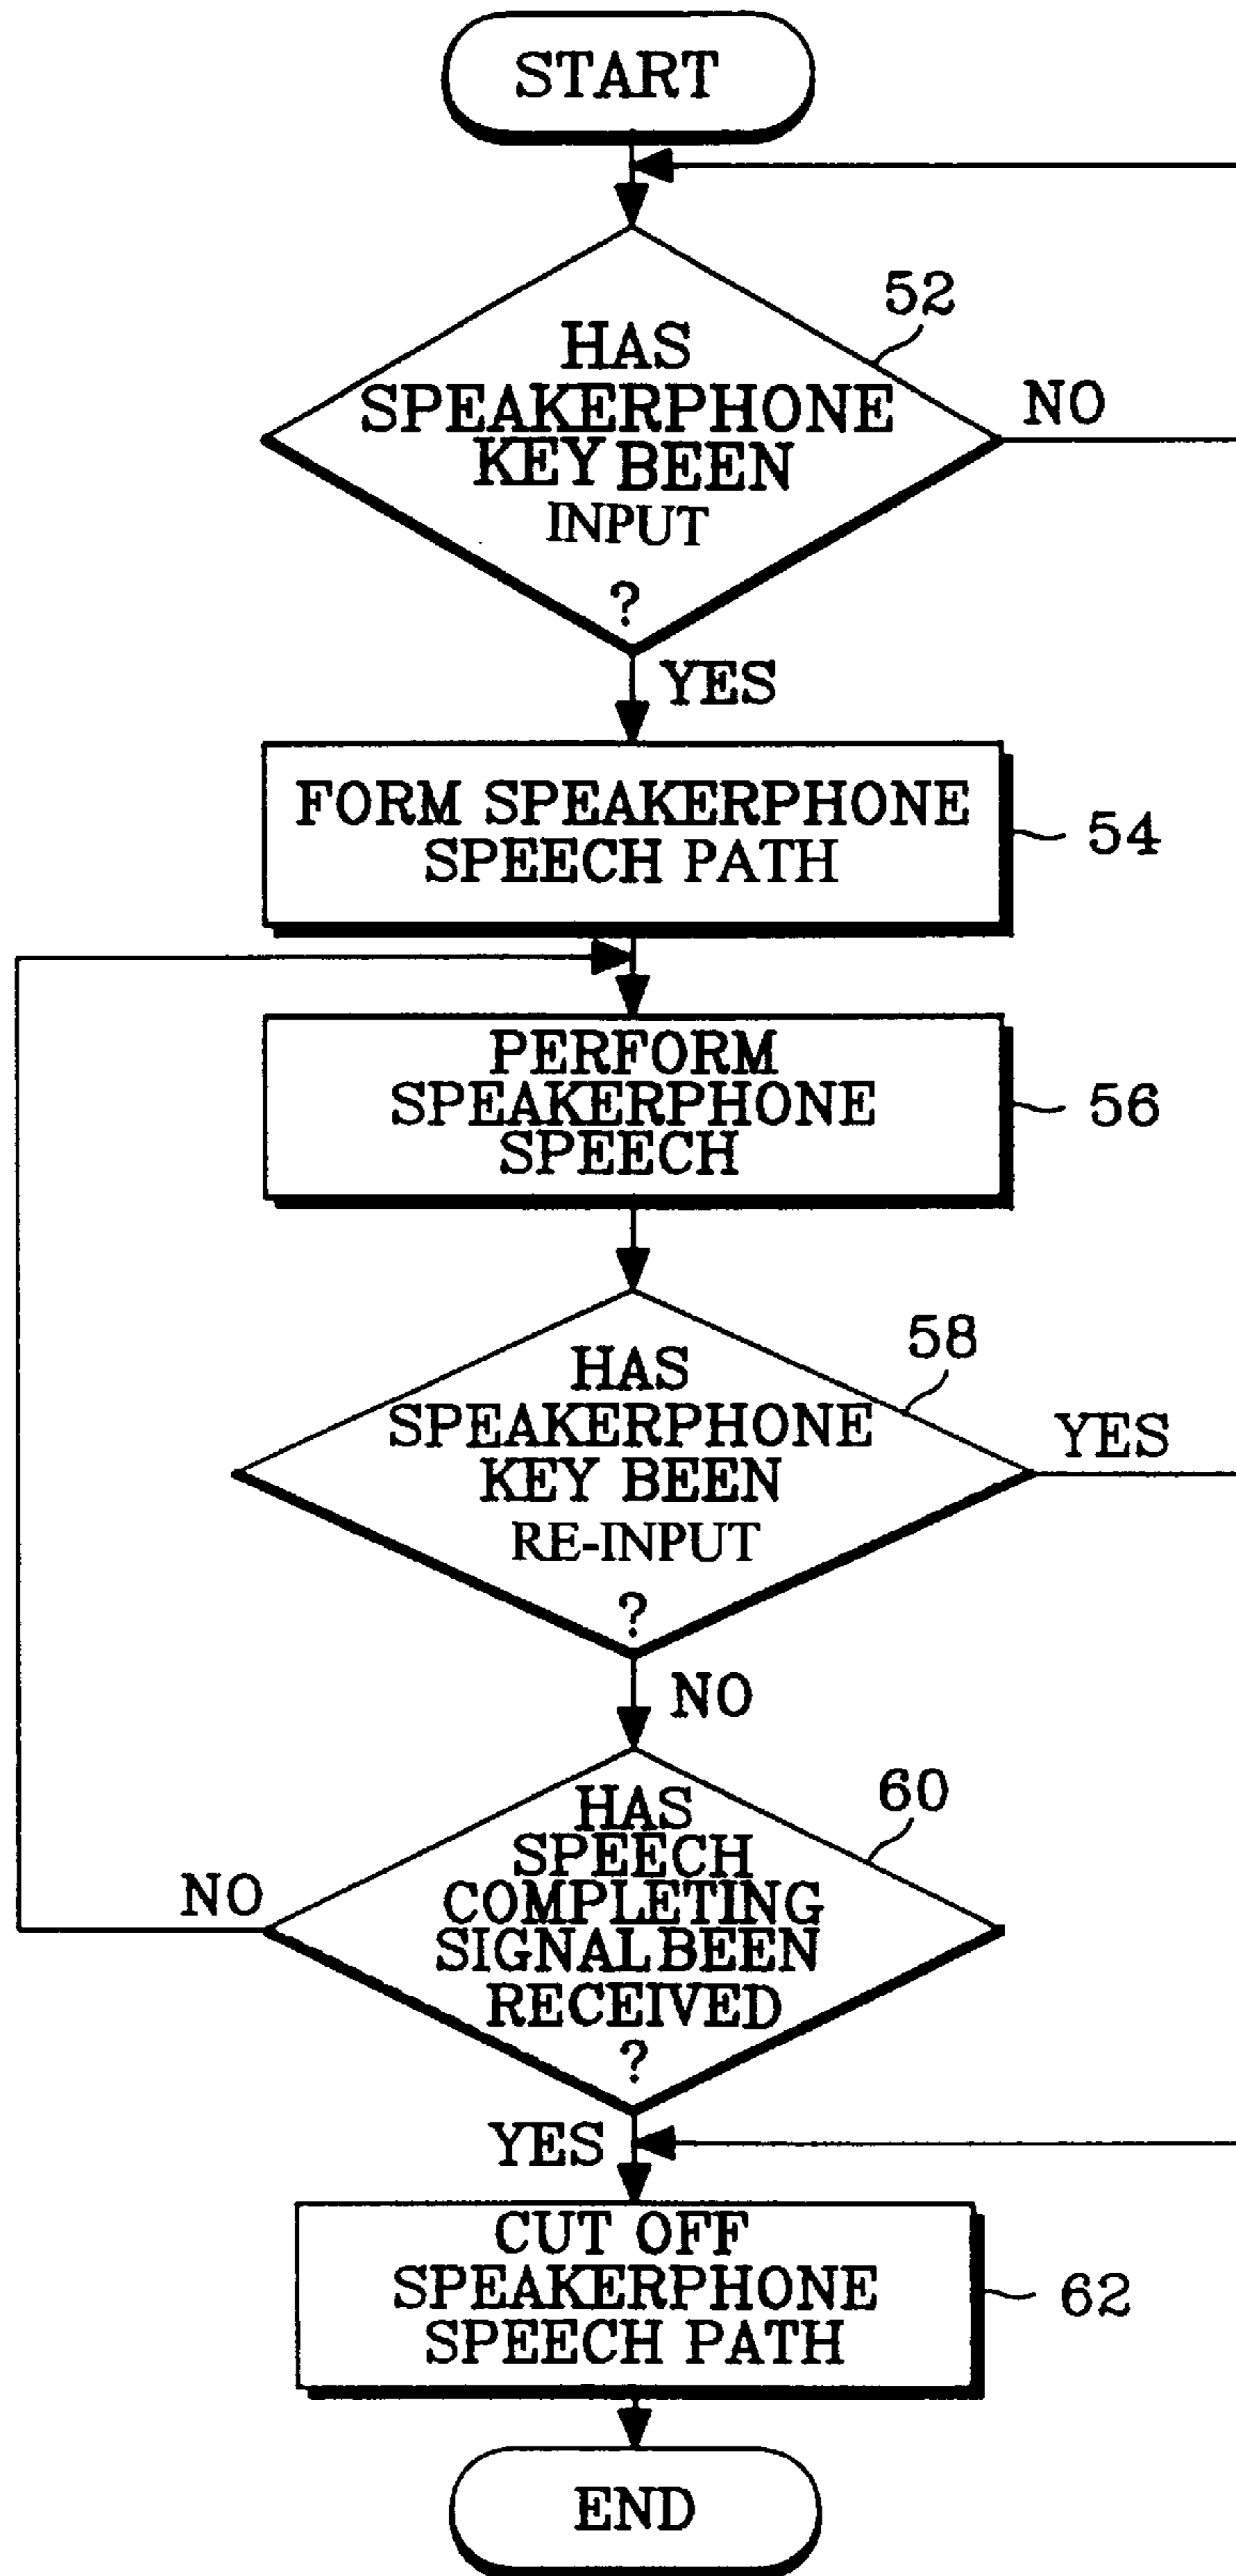 START
52
HAS
SPEAKERPHONE
KEY BEEN
INPUT
?
NO
YES
FORM SPEAKERPHONE
SPEECH PATH
54
PERFORM
SPEAKERPHONE
SPEECH
56
58
HAS
SPEAKERPHONE
KEY BEEN
RE-INPUT
?
YES
NO
60
HAS
SPEECH
COMPLETING
SIGNAL BEEN
RECEIVED
?
NO
YES
CUT OFF
SPEAKERPHONE
SPEECH PATH
62
END